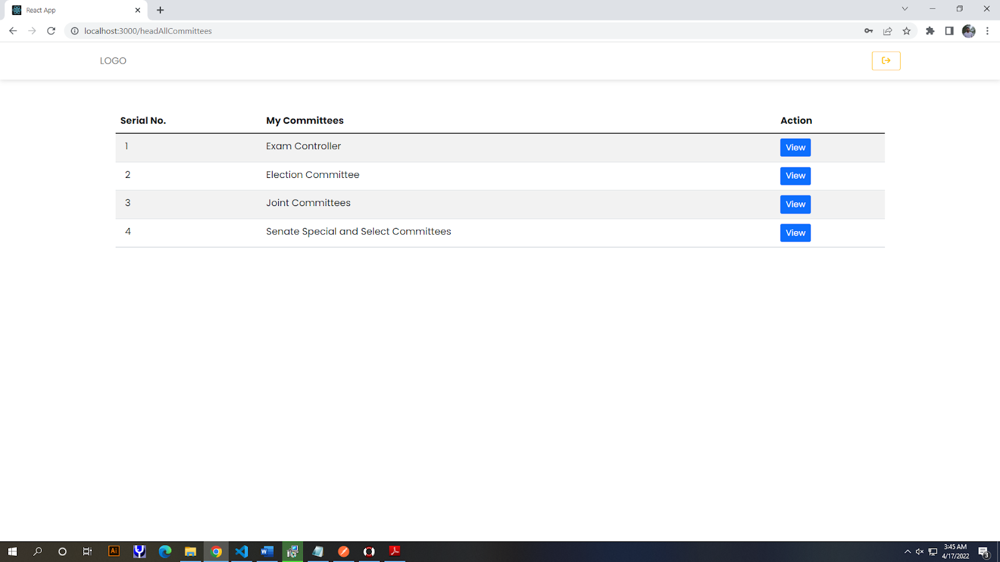 React App
localhost:3000/headAllCommittees
LOGO
Serial No. My Committees Action
1 Exam Controller View
2 Election Committee View
3 Joint Committees View
4 Senate Special and Select Committees View
Ai
3:45 AM
4/17/2022
3